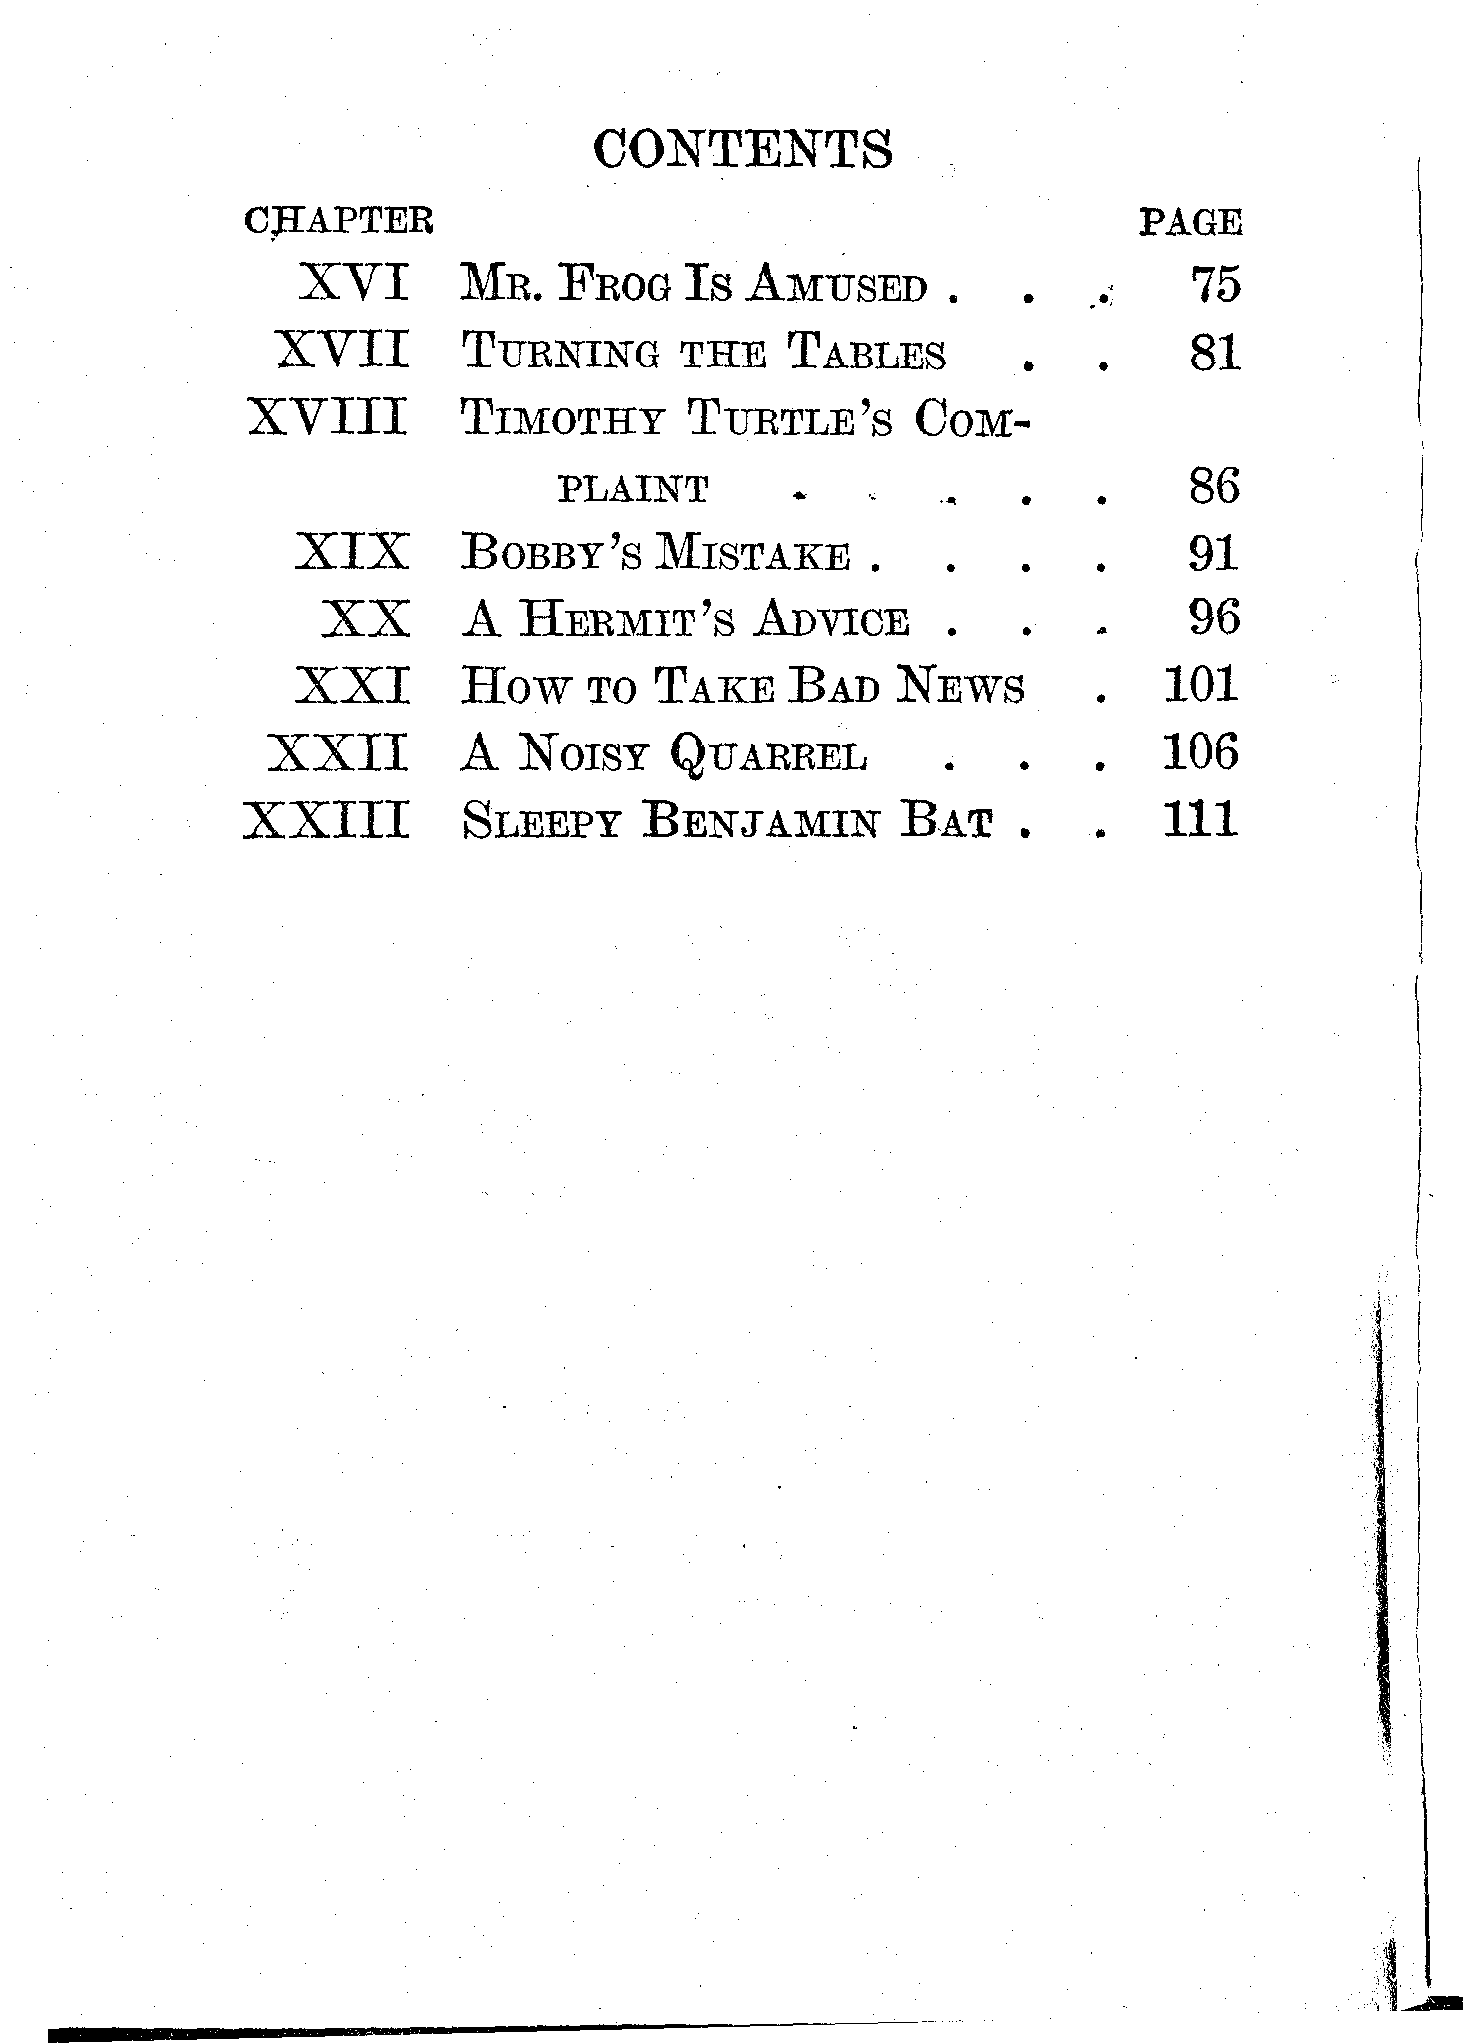 CONTENTS
CHAPTER PAGE
XVI MR. FROG IS AMUSED . . . 75
XVII TURNING THE TABLES . . 81
XVIII TIMOTHY TURTLE'S COM-
PLAINT . . . . . 86
XIX BOBBY'S MISTAKE . . . . 91
XX A HERMIT'S ADVICE . . . 96
XXI HOW TO TAKE BAD NEWS . 101
XXII A NOISY QUARREL . . . 106
XXIII SLEEPY BENJAMIN BAT . . 111